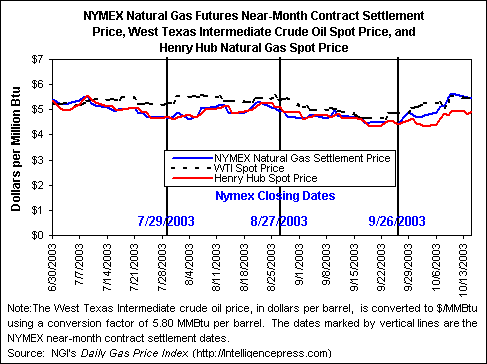 NYMEX Natural Gas Futures Near-Month Contract Settlement
Price, West Texas Intermediate Crude Oil Spot Price, and
Henry Hub Natural Gas Spot Price
Dollars per Million Btu
$7
$6
$5
$4
$3
$2
$1
$0
NYMEX Natural Gas Settlement Price
WTI Spot Price
Henry Hub Spot Price
Nymex Closing Dates
7/29/2003
8/27/2003
9/26/2003
6/30/2003
7/7/2003
7/14/2003
7/21/2003
7/28/2003
8/4/2003
8/11/2003
8/18/2003
8/25/2003
9/1/2003
9/8/2003
9/15/2003
9/22/2003
9/29/2003
10/6/2003
10/13/2003
Note:The West Texas Intermediate crude oil price, in dollars per barrel, is converted to $/MMBtu
using a conversion factor of 5.80 MMBtu per barrel. The dates marked by vertical lines are the
NYMEX near-month contract settlement dates.
Source: NGI's Daily Gas Price Index (http://Intelligencepress.com)